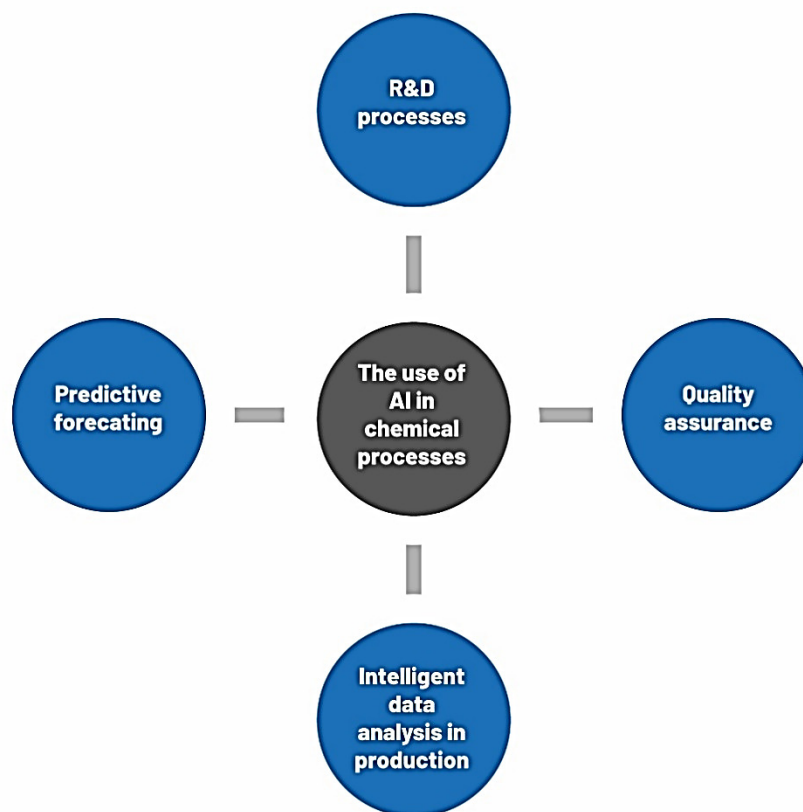 R&D
processes
Predictive
forecating
The use of
AI in
chemical
processes
Quality
assurance
Intelligent
data
analysis in
production